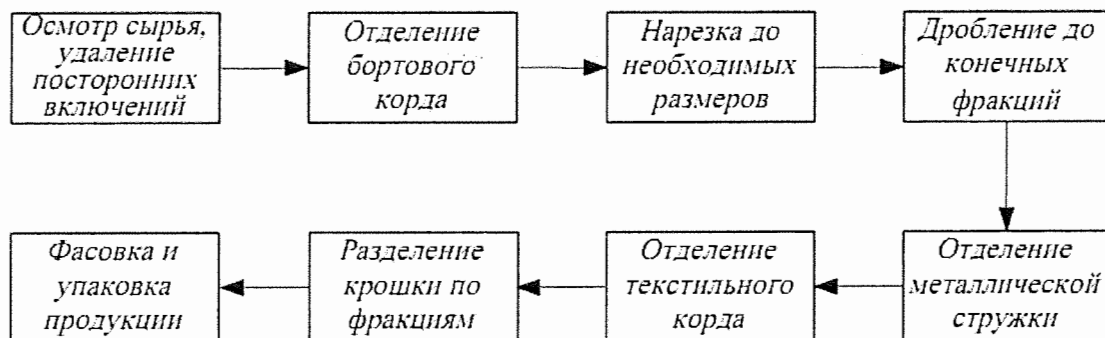 Осмотр сырья,
удаление
посторонних
включений
Отделение
бортового
корда
Нарезка до
необходимых
размеров
Дробление до
конечных
фракций
Отделение
металлической
стружки
Отделение
текстильного
корда
Разделение
крошки по
фракциям
Фасовка и
упаковка
продукции